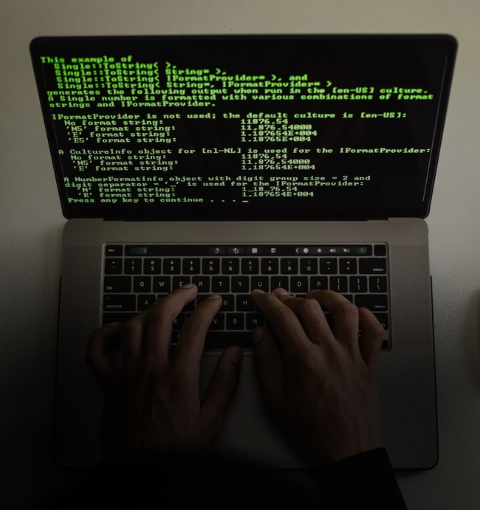 This example of
Single::ToString( ),
Single::ToString( String^ ),
Single::ToString( IFormatProvider^ ), and
Single::ToString( String^, IFormatProvider^ )
generates the following output when run in the [en-US] culture.
A Single number is formatted with various combinations of format
strings and IFormatProvider.
IFormatProvider is not used; the default culture is [en-US]:
No format string: 11876.54
'N5' format string: 11,876.54000
'E' format string: 1.187654E+004
'E5' format string: 1.18765E+004
A CultureInfo object for [nl-NL] is used for the IFormatProvider:
No format string: 11876,54
'N5' format string: 11.876,54000
'E' format string: 1,187654E+004
A NumberFormatInfo object with digit group size = 2 and
digit separator = '_' is used for the IFormatProvider:
'N' format string: 1_18_76.54
'E' format string: 1.187654E+004
Press any key to continue . . . _